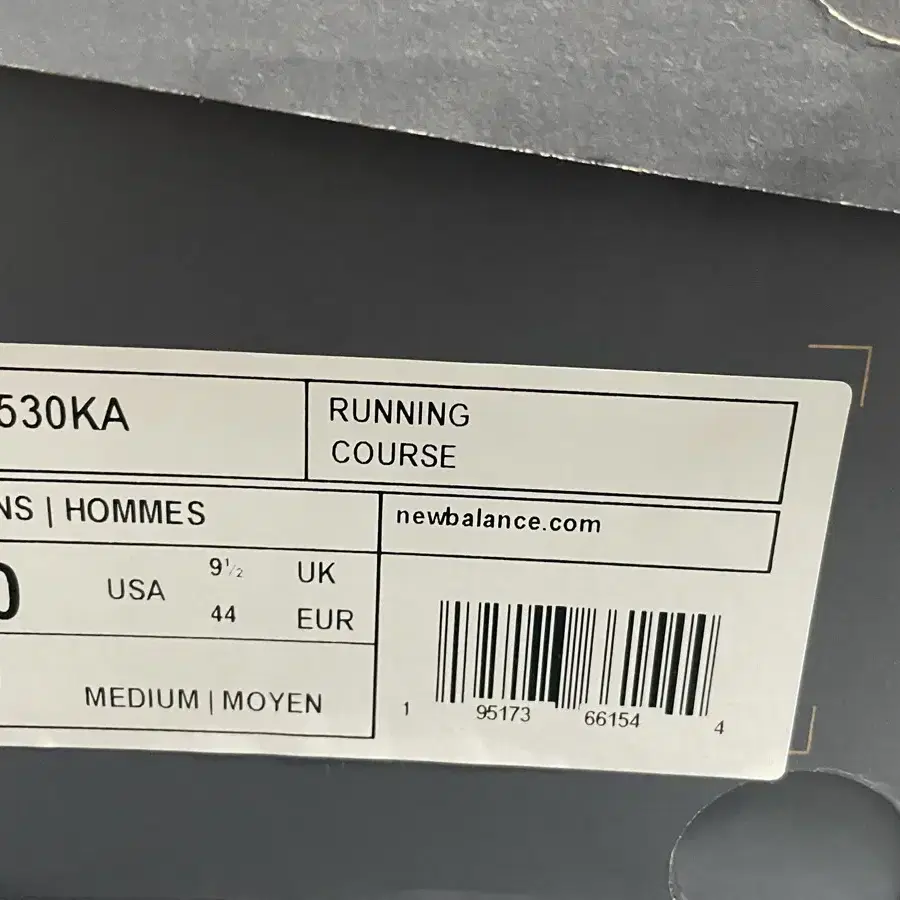 530KA
RUNNING
COURSE
NS | HOMMES
newbalance.com
0 USA 9½ UK
44 EUR
MEDIUM | MOYEN
1 95173 66154 4